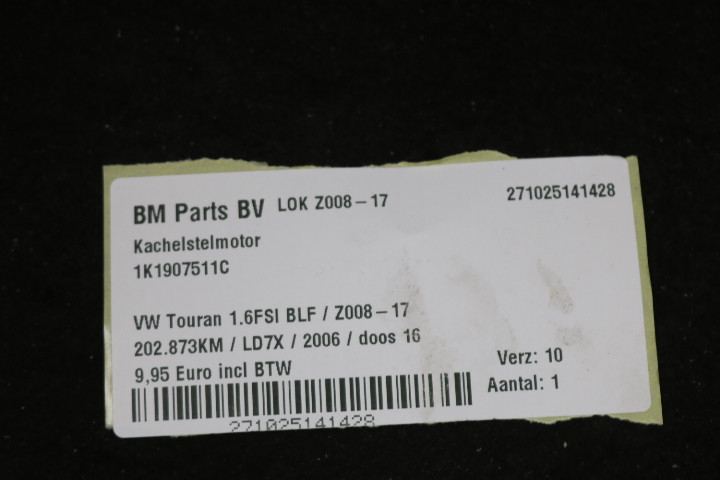 BM Parts BV LOK Z008-17 271025141428
Kachelstelmotor
1K1907511C
VW Touran 1.6FSI BLF / Z008-17
202.873KM / LD7X / 2006 / doos 16
9,95 Euro incl BTW
Verz: 10
Aantal: 1
271025141428